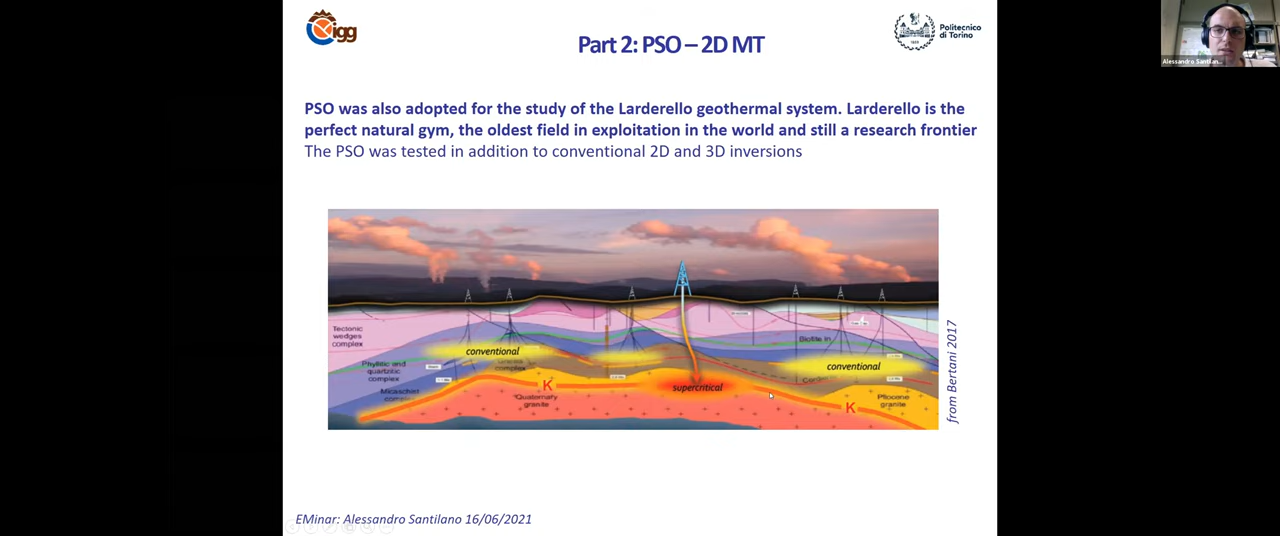 igg
Politecnico
di Torino
Part 2: PSO – 2D MT
Alessandro Santilan...
PSO was also adopted for the study of the Larderello geothermal system. Larderello is the
perfect natural gym, the oldest field in exploitation in the world and still a research frontier
The PSO was tested in addition to conventional 2D and 3D inversions
Tectonic
wedges
complex
Phyllitic and
quartzitic
complex
Micaschist
conventional
complex
supercritical
conventional
Biotite in
K
K
Quaternary
granite
Pliocene
granite
from Bertani 2017
EMinar: Alessandro Santilano 16/06/2021